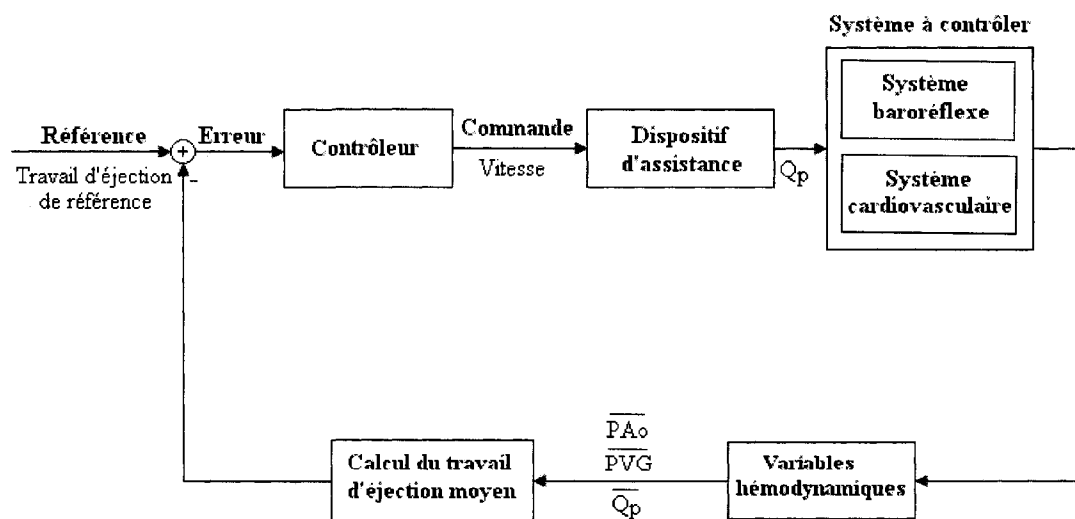 Système à contrôler
Système
baroréflexe
Système
cardiovasculaire
Référence
Travail d'éjection
de référence
+
-
Erreur
Contrôleur
Commande
Vitesse
Dispositif
d'assistance
Qp
PAo
PVG
Qp
Calcul du travail
d'éjection moyen
Variables
hémodynamiques